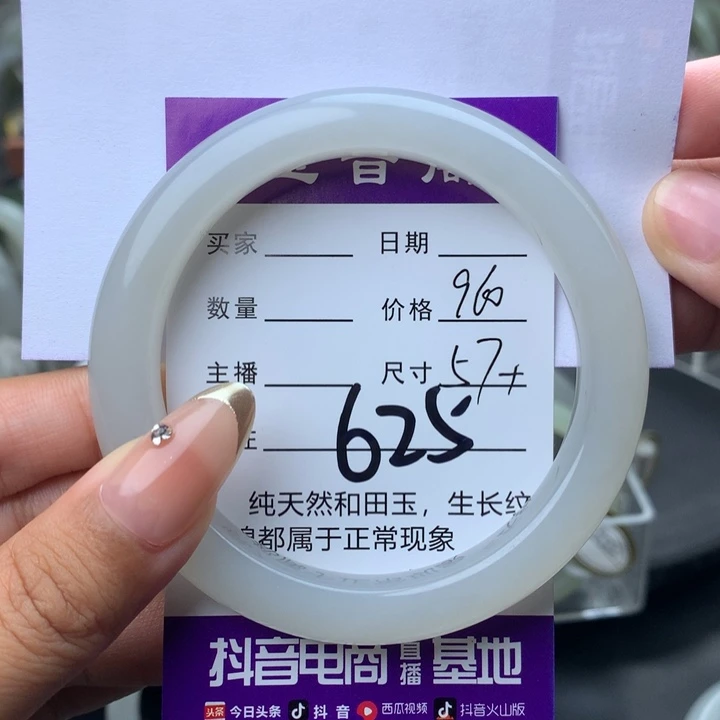 买家 日期
数量 价格 960
主播 尺寸 57+
625
纯天然和田玉，生长纹
都属于正常现象
抖音电商直播基地
头条 今日头条 抖音 西瓜视频 抖音火山版